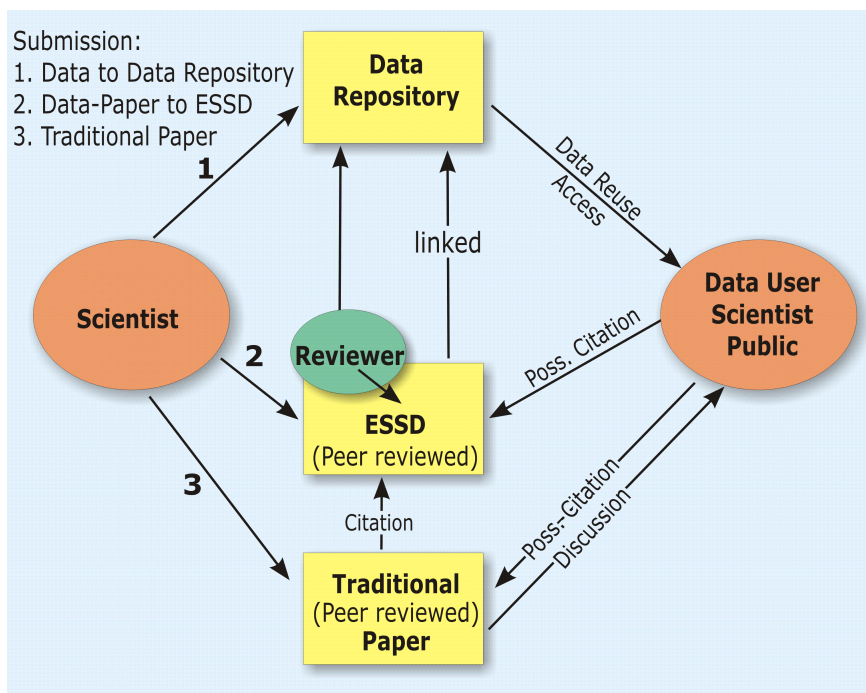 Submission:
1. Data to Data Repository
2. Data-Paper to ESSD
3. Traditional Paper
Data
Repository
1
Data Reuse
Access
linked
Scientist
Data User
Scientist
Public
Reviewer
2
Poss. Citation
ESSD
(Peer reviewed)
3
Citation
Poss.-Citation
Discussion
Traditional
(Peer reviewed)
Paper